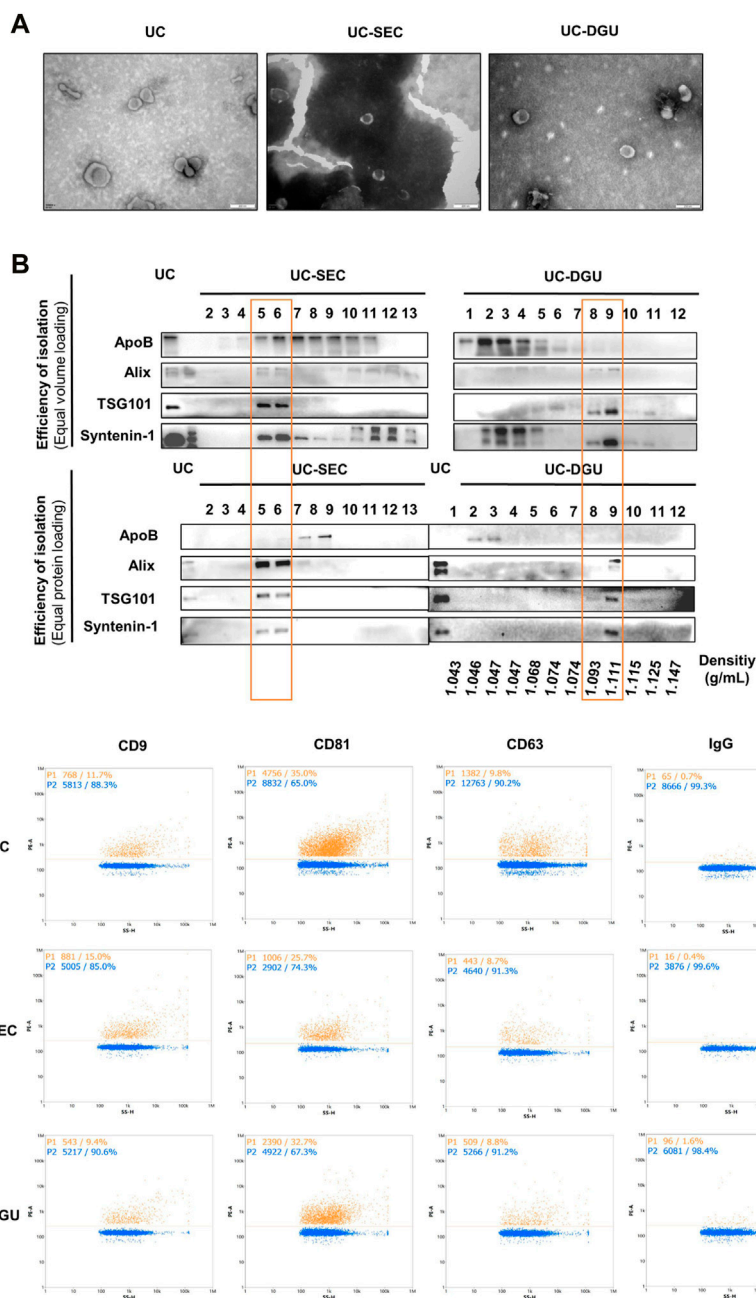 A
UC
UC-SEC
UC-DGU
B
Efficiency of isolation
(Equal volume loading)
UC
UC-SEC
UC-DGU
2 3 4 5 6 7 8 9 10 11 12 13
1 2 3 4 5 6 7 8 9 10 11 12
ApoB
Alix
TSG101
Syntenin-1
Efficiency of isolation
(Equal protein loading)
UC
UC-SEC
UC
UC-DGU
2 3 4 5 6 7 8 9 10 11 12 13
1 2 3 4 5 6 7 8 9 10 11 12
ApoB
Alix
TSG101
Syntenin-1
1.043 1.046 1.047 1.047 1.068 1.074 1.074 1.093 1.111 1.115 1.125 1.147
Densitiy
(g/mL)
CD9
CD81
CD63
IgG
C
P1 768 / 11.7%
P2 5813 / 88.3%
P1 4756 / 35.0%
P2 8832 / 65.0%
P1 1382 / 9.8%
P2 12763 / 90.2%
P1 65 / 0.7%
P2 8666 / 99.3%
PE-A
SS-H
EC
P1 881 / 15.0%
P2 5005 / 85.0%
P1 1006 / 25.7%
P2 2902 / 74.3%
P1 443 / 8.7%
P2 4640 / 91.3%
P1 16 / 0.4%
P2 3876 / 99.6%
PE-A
SS-H
GU
P1 543 / 9.4%
P2 5217 / 90.6%
P1 2390 / 32.7%
P2 4922 / 67.3%
P1 509 / 8.8%
P2 5266 / 91.2%
P1 96 / 1.6%
P2 6081 / 98.4%
PE-A
SS-H